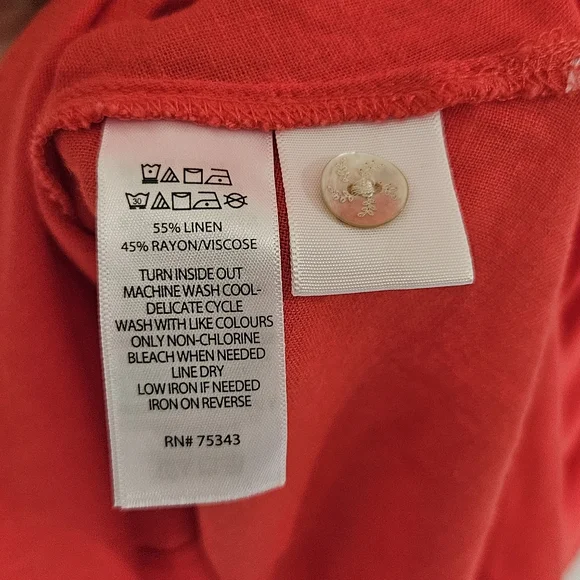 30
55% LINEN
45% RAYON/VISCOSE
TURN INSIDE OUT
MACHINE WASH COOL-
DELICATE CYCLE
WASH WITH LIKE COLOURS
ONLY NON-CHLORINE
BLEACH WHEN NEEDED
LINE DRY
LOW IRON IF NEEDED
IRON ON REVERSE
RN# 75343